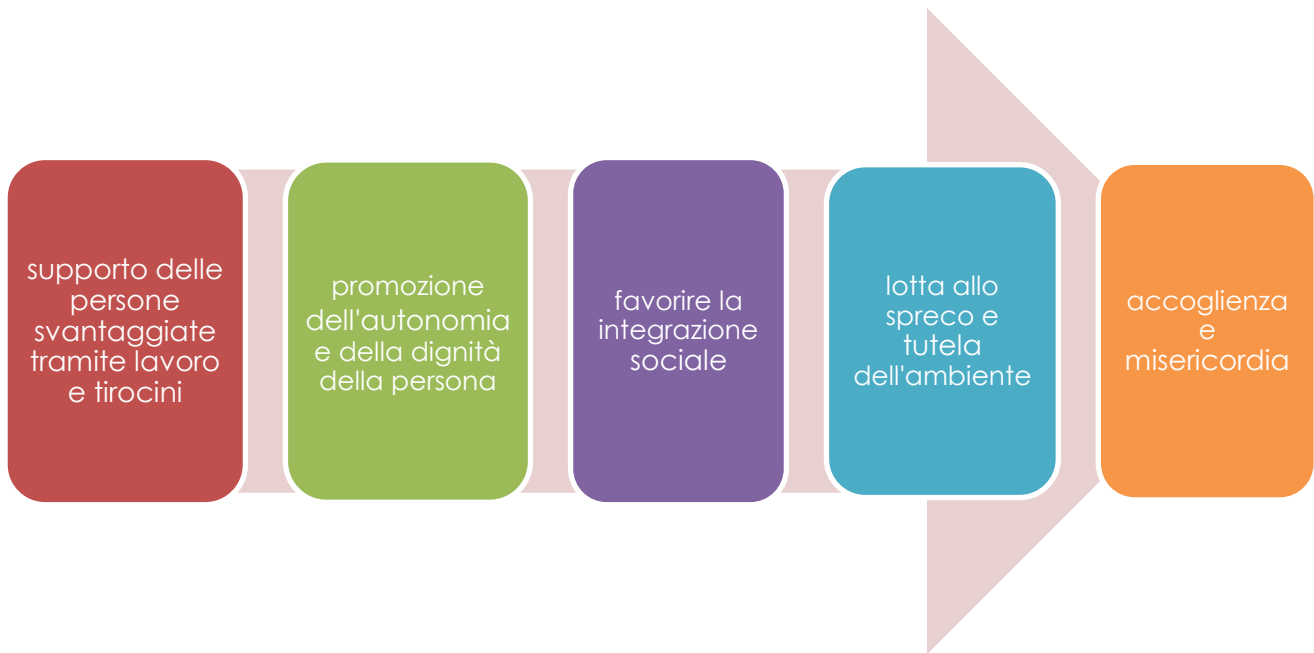 supporto delle
persone
svantaggiate
tramite lavoro
e tirocini
promozione
dell'autonomia
e della dignità
della persona
favorire la
integrazione
sociale
lotta allo
spreco e
tutela
dell'ambiente
accoglienza
e
misericordia